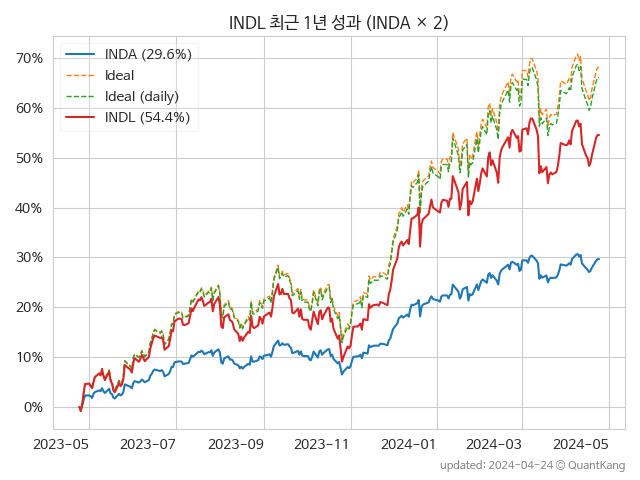 INDL 최근 1년 성과 (INDA × 2)
INDA (29.6%)
Ideal
Ideal (daily)
INDL (54.4%)
70%
60%
50%
40%
30%
20%
10%
0%
2023-05 2023-07 2023-09 2023-11 2024-01 2024-03 2024-05
updated: 2024-04-24 © QuantKang